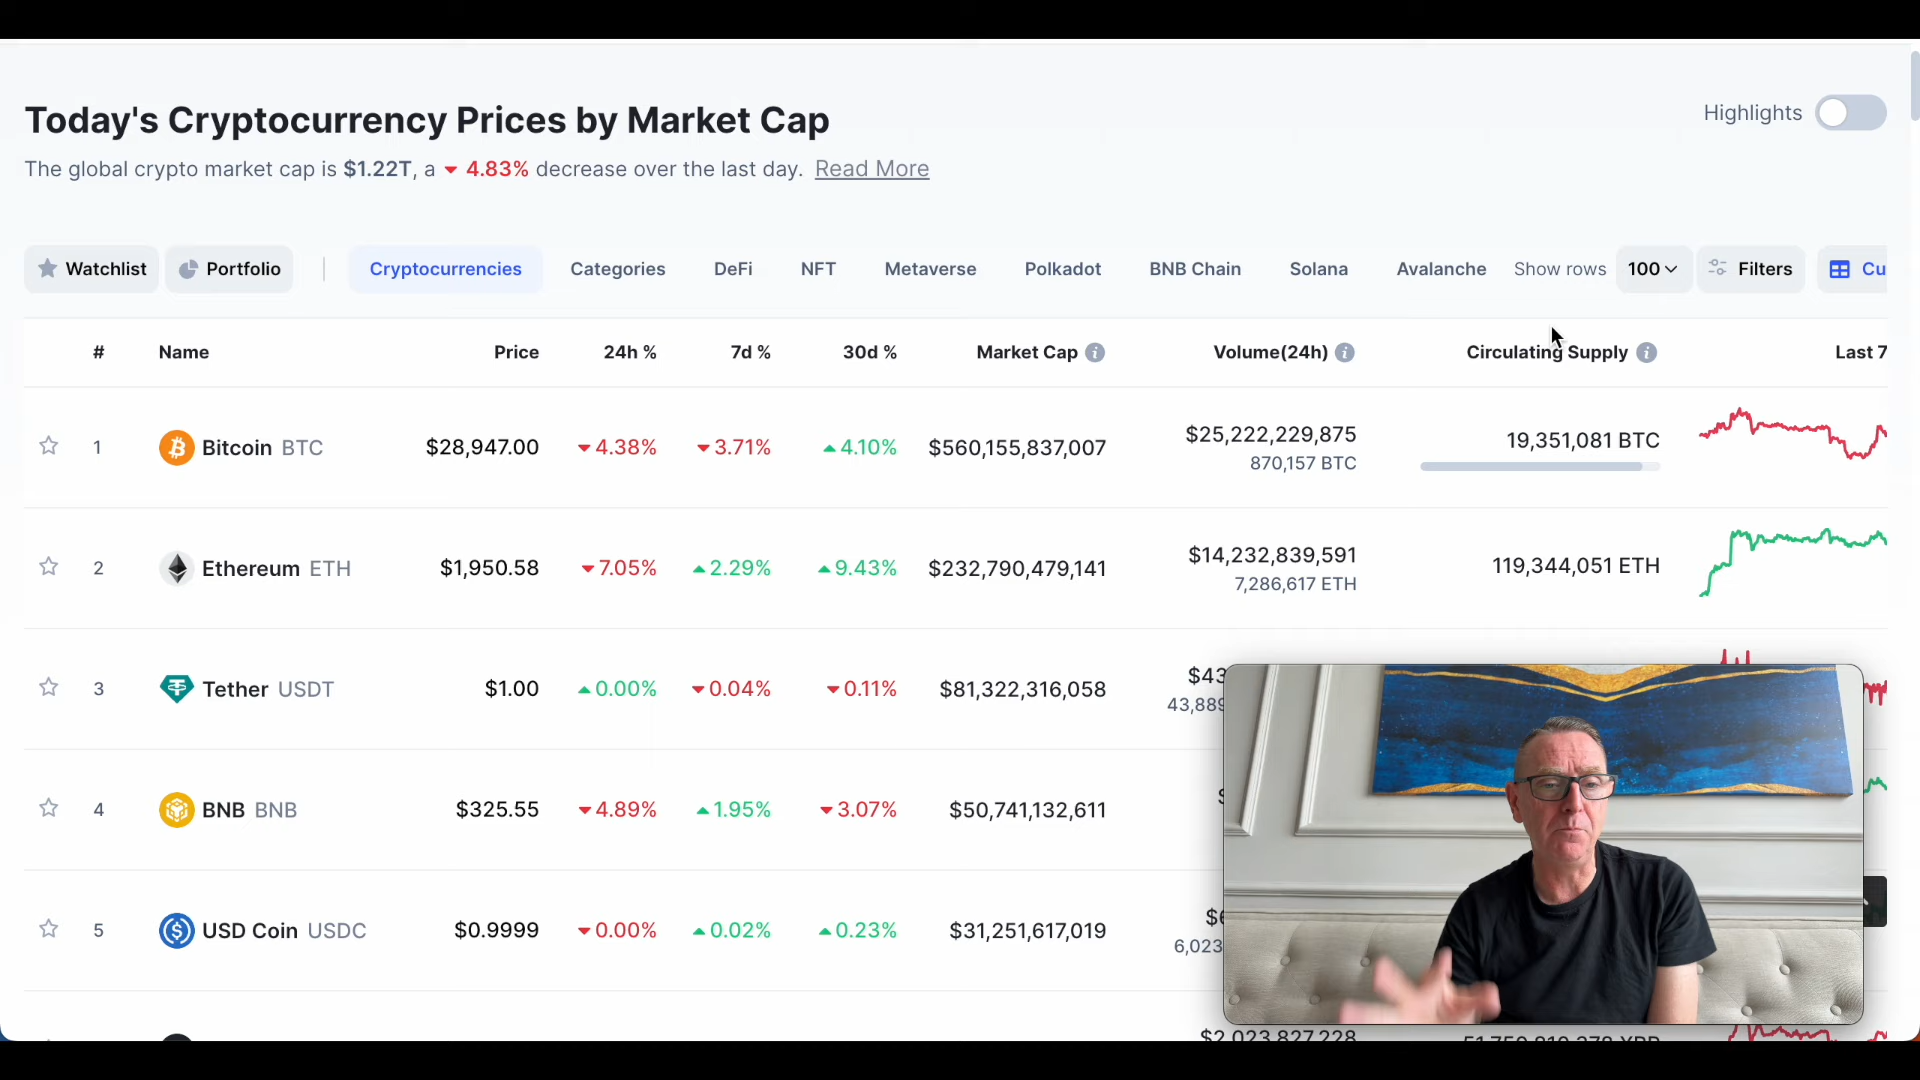 Today's Cryptocurrency Prices by Market Cap
Highlights
The global crypto market cap is $1.22T, a 4.83% decrease over the last day. Read More
Watchlist Portfolio Cryptocurrencies Categories DeFi NFT Metaverse Polkadot BNB Chain Solana Avalanche Show rows 100 Filters Cu
# Name Price 24h % 7d % 30d % Market Cap Volume(24h) Circulating Supply Last 7
1 Bitcoin BTC $28,947.00 4.38% 3.71% 4.10% $560,155,837,007 $25,222,229,875 19,351,081 BTC
870,157 BTC
2 Ethereum ETH $1,950.58 7.05% 2.29% 9.43% $232,790,479,141 $14,232,839,591 119,344,051 ETH
7,286,617 ETH
3 Tether USDT $1.00 0.00% 0.04% 0.11% $81,322,316,058 $43
43,889
4 BNB BNB $325.55 4.89% 1.95% 3.07% $50,741,132,611 $
5 USD Coin USDC $0.9999 0.00% 0.02% 0.23% $31,251,617,019
6,023